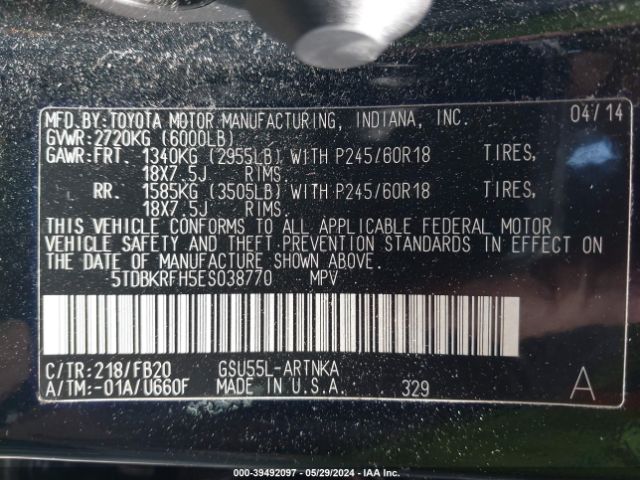 MFD.BY:TOYOTA MOTOR MANUFACTURING, INDIANA, INC. 04/14
GVWR:2720KG (6000LB)
GAWR:FRT. 1340KG (2955LB) WITH P245/60R18 TIRES,
18X7.5J RIMS.
RR. 1585KG (3505LB) WITH P245/60R18 TIRES,
18X7.5J RIMS.
THIS VEHICLE CONFORMS TO ALL APPLICABLE FEDERAL MOTOR
VEHICLE SAFETY AND THEFT PREVENTION STANDARDS IN EFFECT ON
THE DATE OF MANUFACTURE SHOWN ABOVE.
5TDBKRFH5ES038770 MPV
C/TR:218/FB20 GSU55L-ARTNKA
A/TM:-01A/U660F MADE IN U.S.A. 329 A
000-39492097 - 05/29/2024 - IAA Inc.